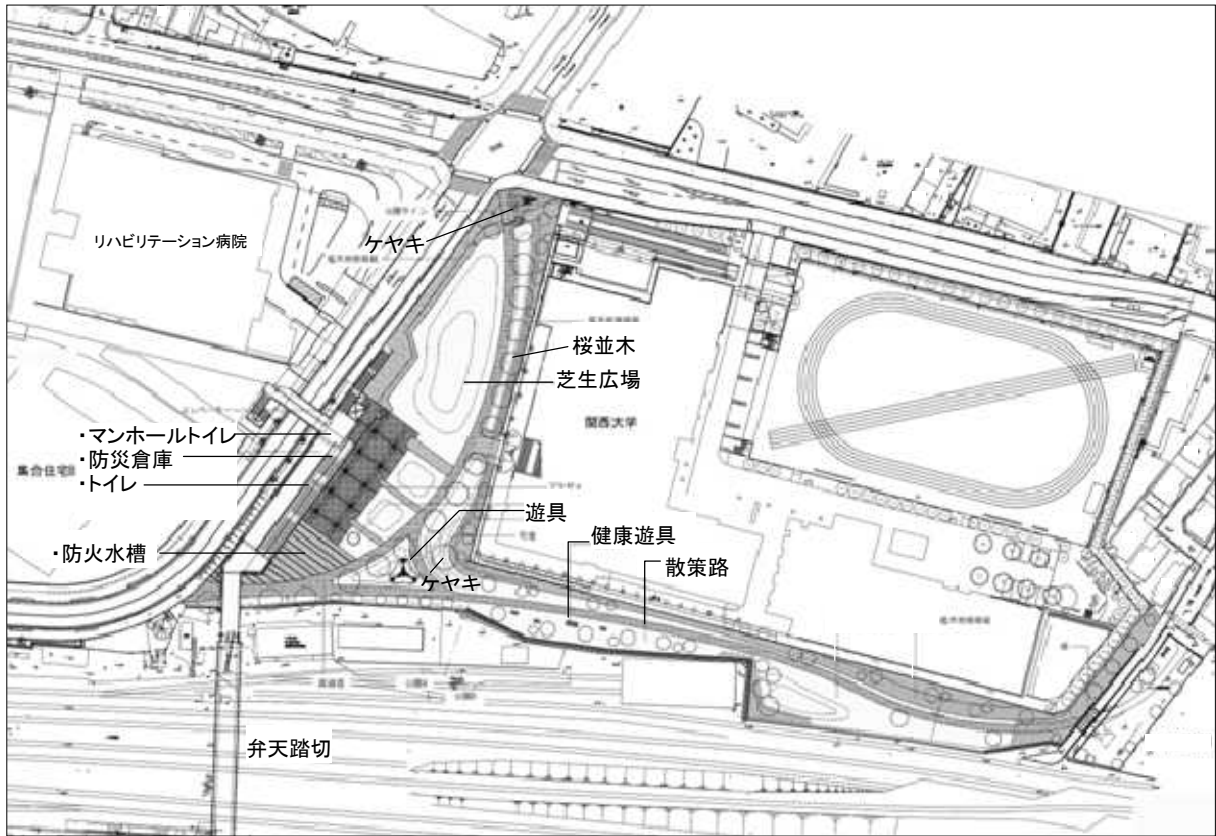 リハビリテーション病院
ケヤキ
桜並木
芝生広場
関西大学
・マンホールトイレ
・防災倉庫
・トイレ
集合住宅B
・防火水槽
遊具
健康遊具
ケヤキ
散策路
弁天踏切